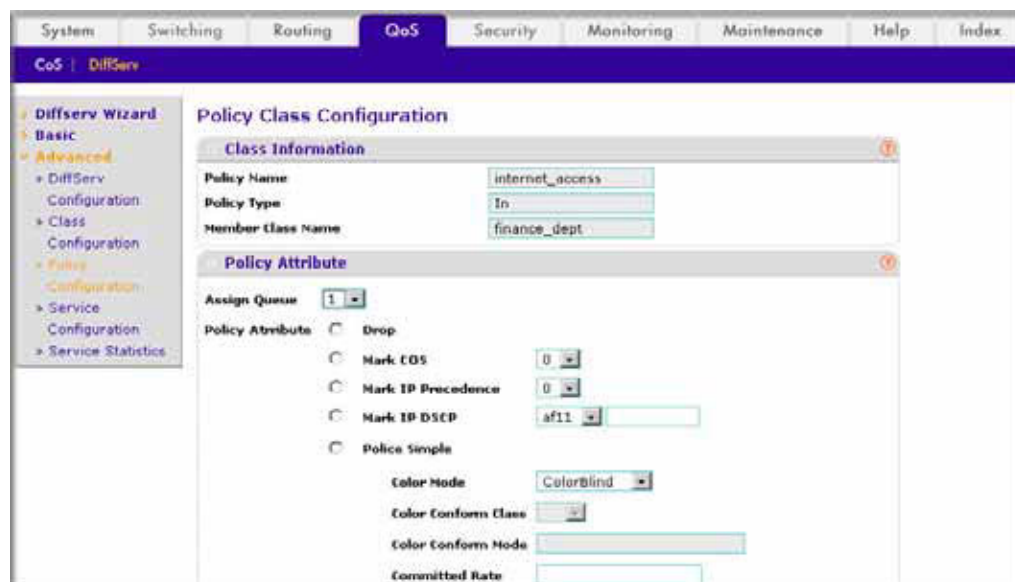 System Switching Routing QoS Security Monitoring Maintenance Help Index
CoS | DiffServ
Diffserv Wizard
Basic
Advanced
» DiffServ
Configuration
» Class
Configuration
» Policy
Configuration
» Service
Configuration
» Service Statistics
Policy Class Configuration
Class Information
Policy Name internet_access
Policy Type In
Member Class Name finance_dept
Policy Attribute
Assign Queue 1
Policy Attribute Drop
Mark COS 0
Mark IP Precedence 0
Mark IP DSCP af11
Police Simple
Color Mode ColorBlind
Color Conform Class
Color Conform Mode
Committed Rate